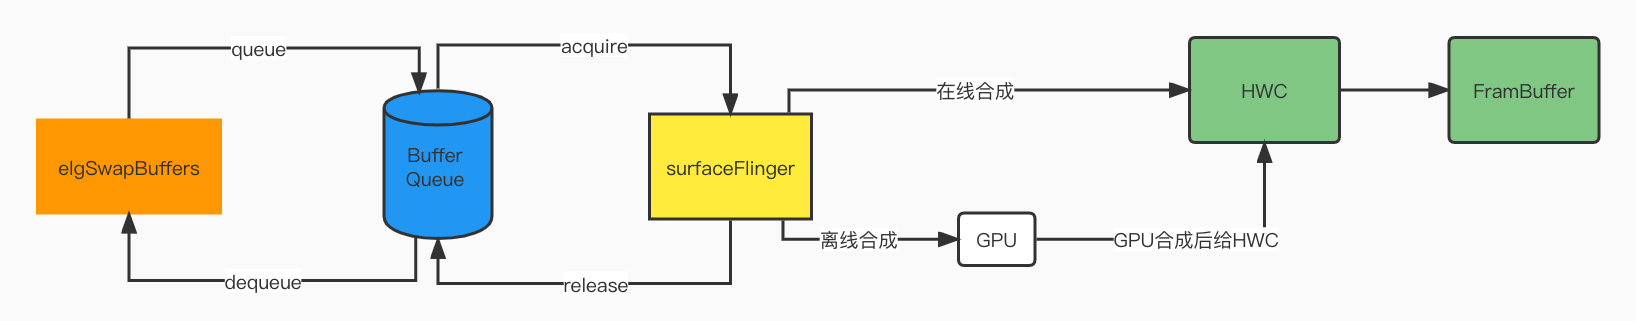 queue
acquire
在线合成
HWC
FramBuffer
elgSwapBuffers
Buffer
Queue
surfaceFlinger
离线合成
GPU
GPU合成后给HWC
dequeue
release